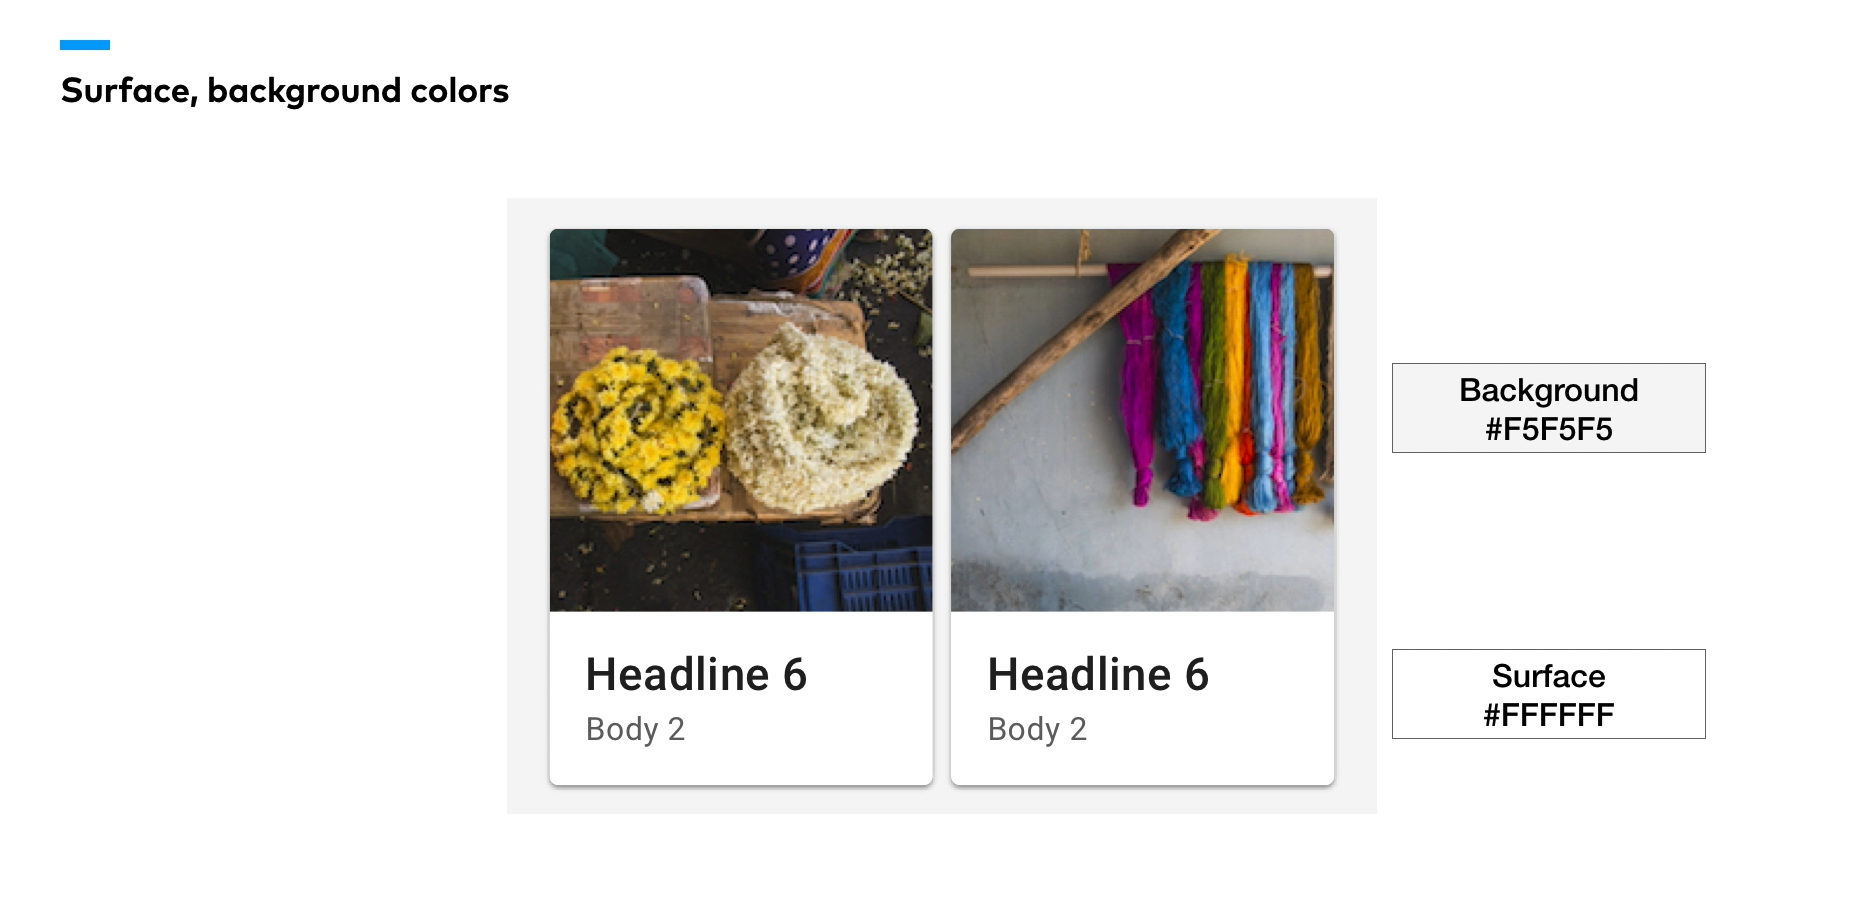 Surface, background colors
Headline 6
Body 2
Headline 6
Body 2
Background
#F5F5F5
Surface
#FFFFFF